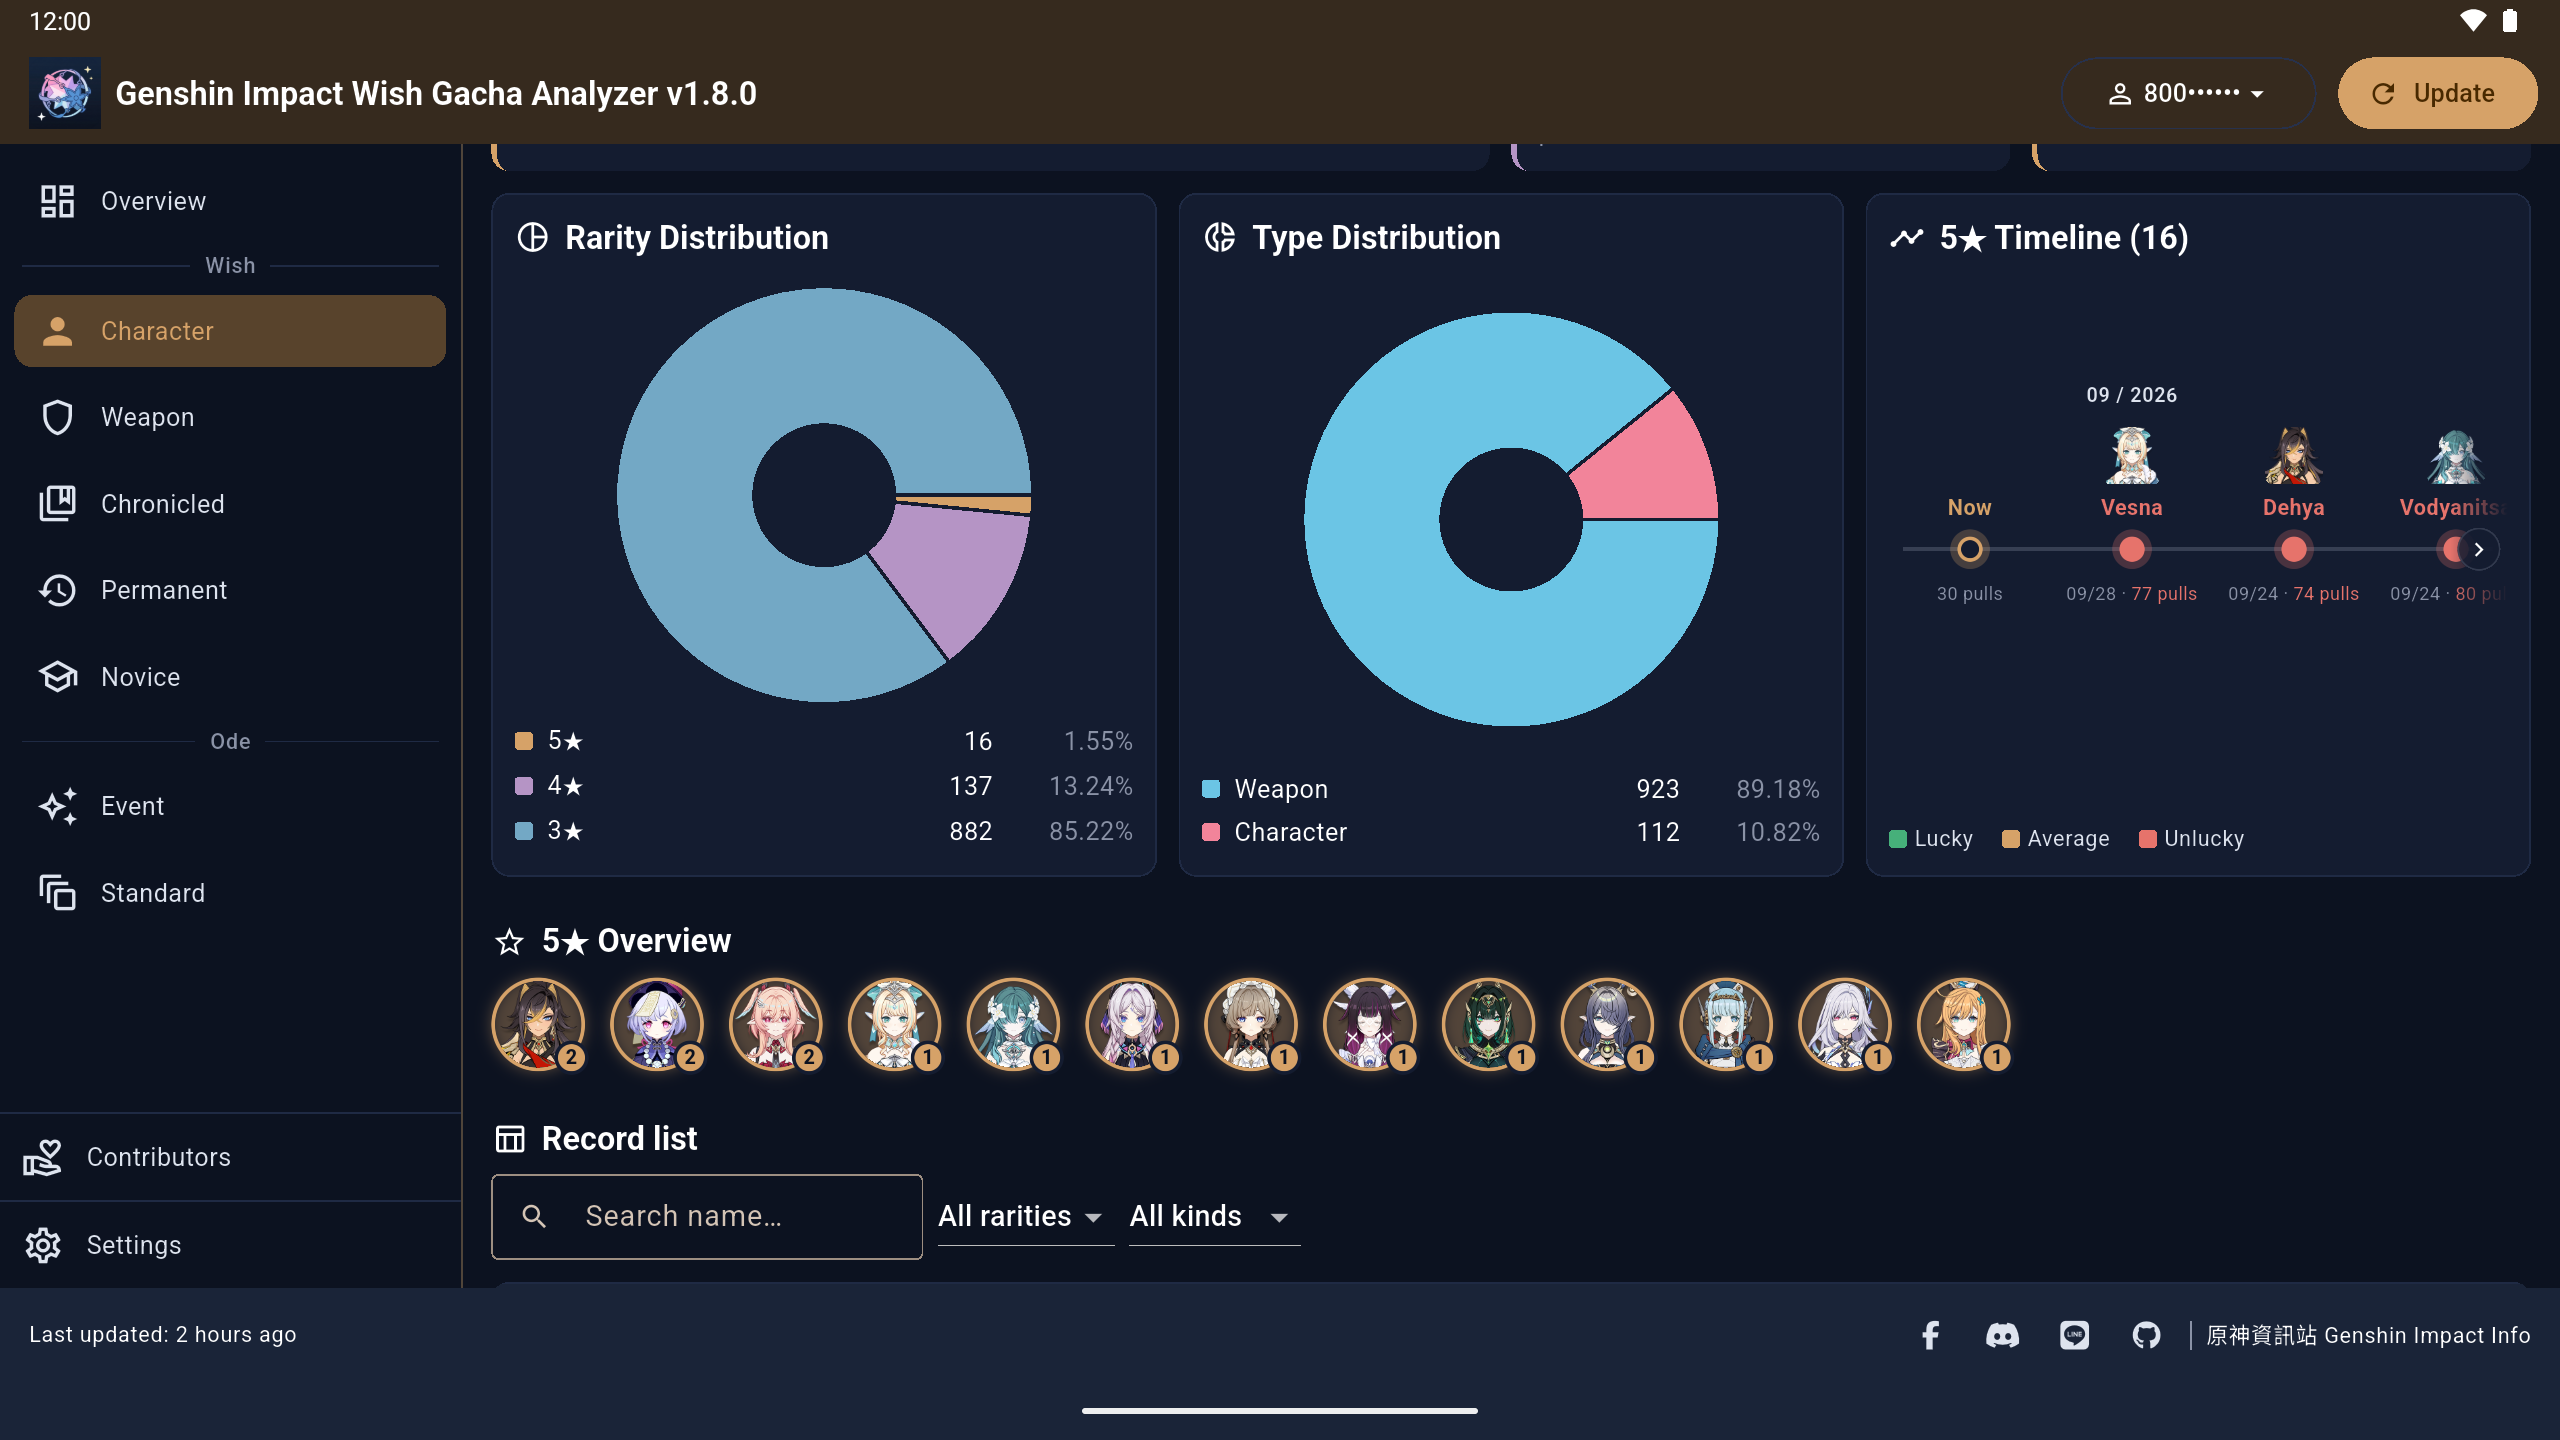 12:00
Genshin Impact Wish Gacha Analyzer v1.8.0
800••••••
Update
Overview
Wish
Character
Weapon
Chronicled
Permanent
Novice
Ode
Event
Standard
Contributors
Settings
Rarity Distribution
5★ 16 1.55%
4★ 137 13.24%
3★ 882 85.22%
Type Distribution
Weapon 923 89.18%
Character 112 10.82%
5★ Timeline (16)
09 / 2026
Now Vesna Dehya
30 pulls 09/28 · 77 pulls 09/24 · 74 pulls 09/24 · 80
Lucky Average Unlucky
5★ Overview
2 2 2 1 1 1 1 1 1 1 1 1 1
Record list
Search name…
All rarities
All kinds
Last updated: 2 hours ago
LINE
原神資訊站 Genshin Impact Info